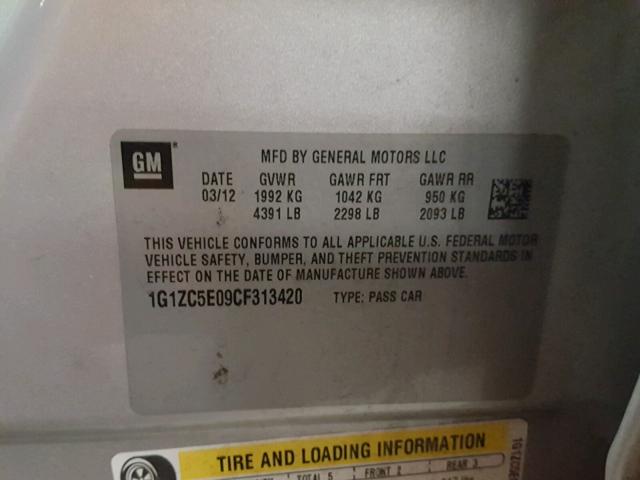 GM
MFD BY GENERAL MOTORS LLC
DATE GVWR GAWR FRT GAWR RR
03/12 1992 KG 1042 KG 950 KG
4391 LB 2298 LB 2093 LB
THIS VEHICLE CONFORMS TO ALL APPLICABLE U.S. FEDERAL MOTOR
VEHICLE SAFETY, BUMPER, AND THEFT PREVENTION STANDARDS IN
EFFECT ON THE DATE OF MANUFACTURE SHOWN ABOVE.
1G1ZC5E09CF313420 TYPE: PASS CAR
TIRE AND LOADING INFORMATION
TOTAL 5 FRONT 2 REAR 3